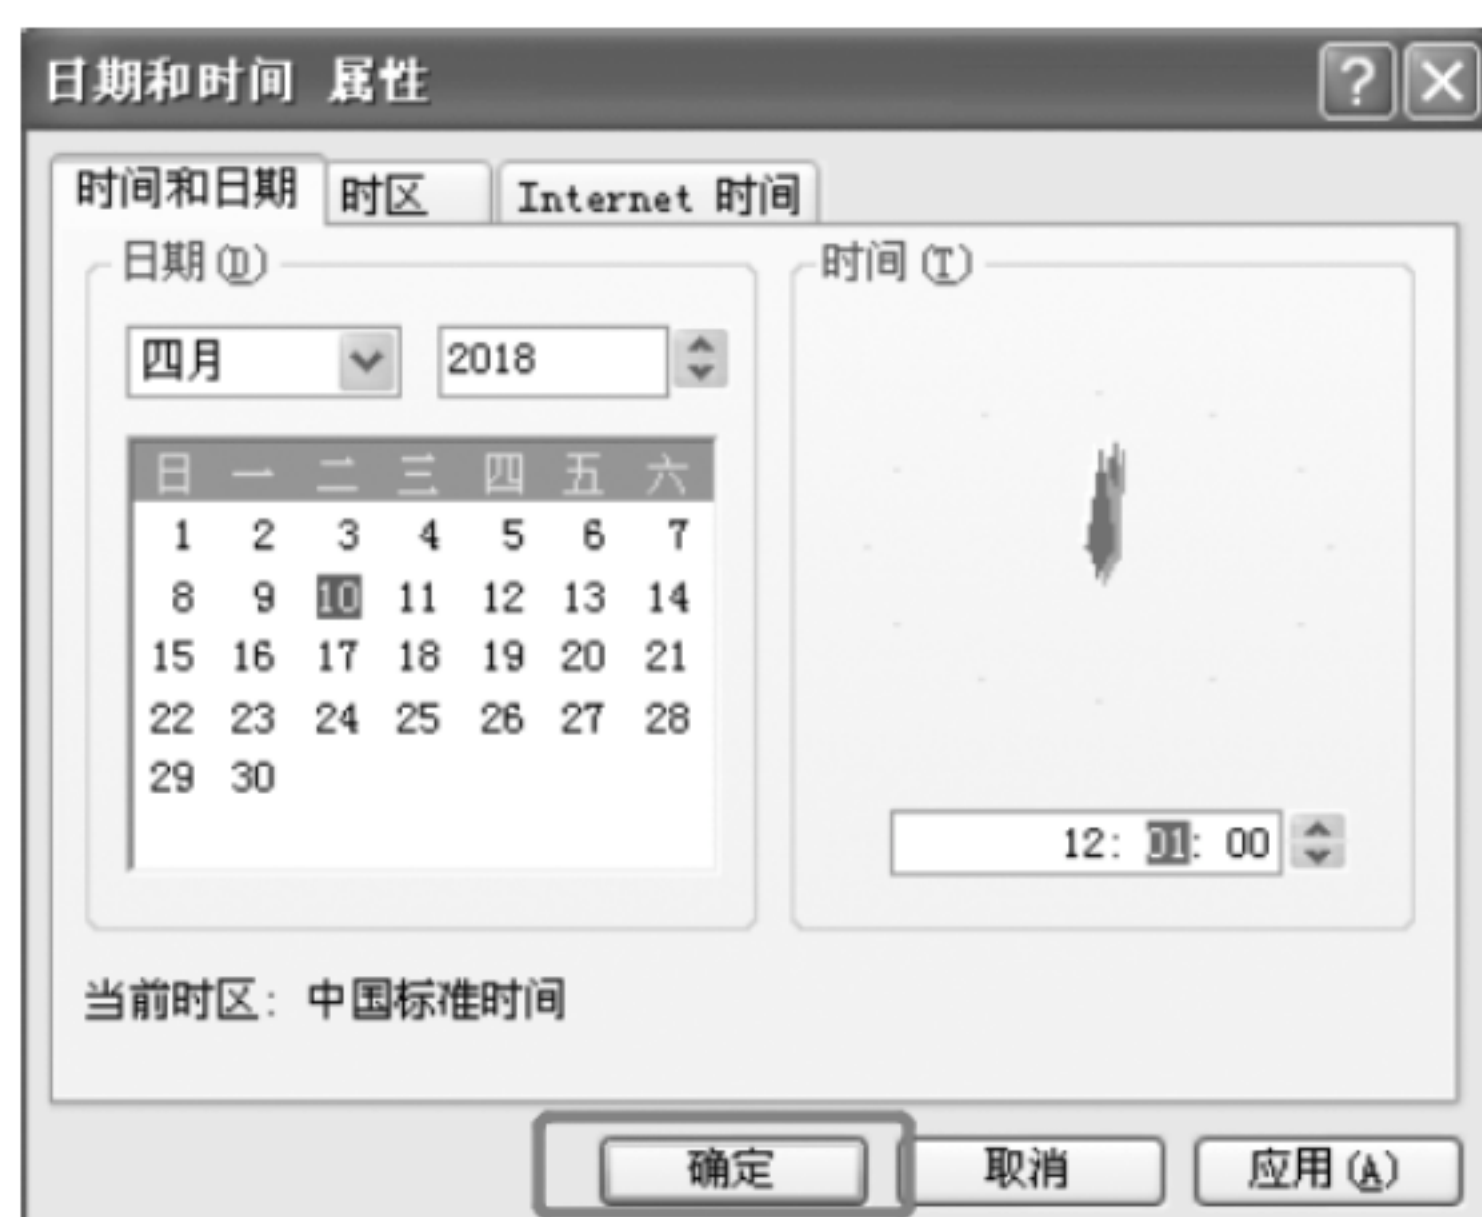 日期和时间 属性
时间和日期 时区 Internet 时间
日期(D) 时间(T)
四月 2018
日 一 二 三 四 五 六
1 2 3 4 5 6 7
8 9 10 11 12 13 14
15 16 17 18 19 20 21
22 23 24 25 26 27 28
29 30
12: 01: 00
当前时区: 中国标准时间
确定 取消 应用(A)